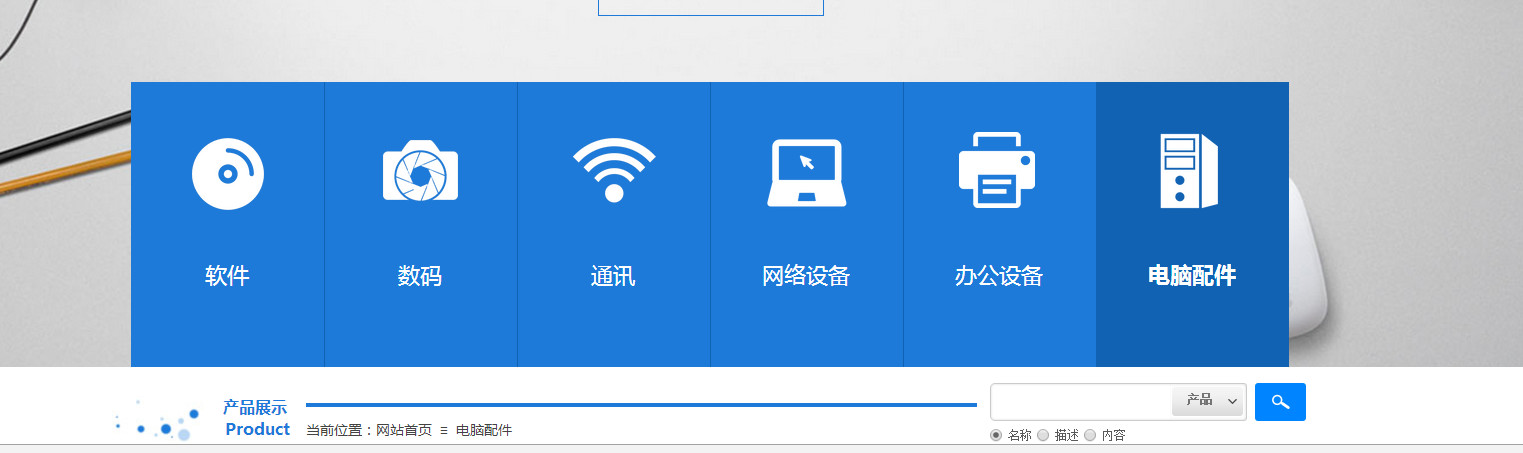 软件
数码
通讯
网络设备
办公设备
电脑配件
产品展示
Product
当前位置：网站首页 ≡ 电脑配件
产品
名称 描述 内容